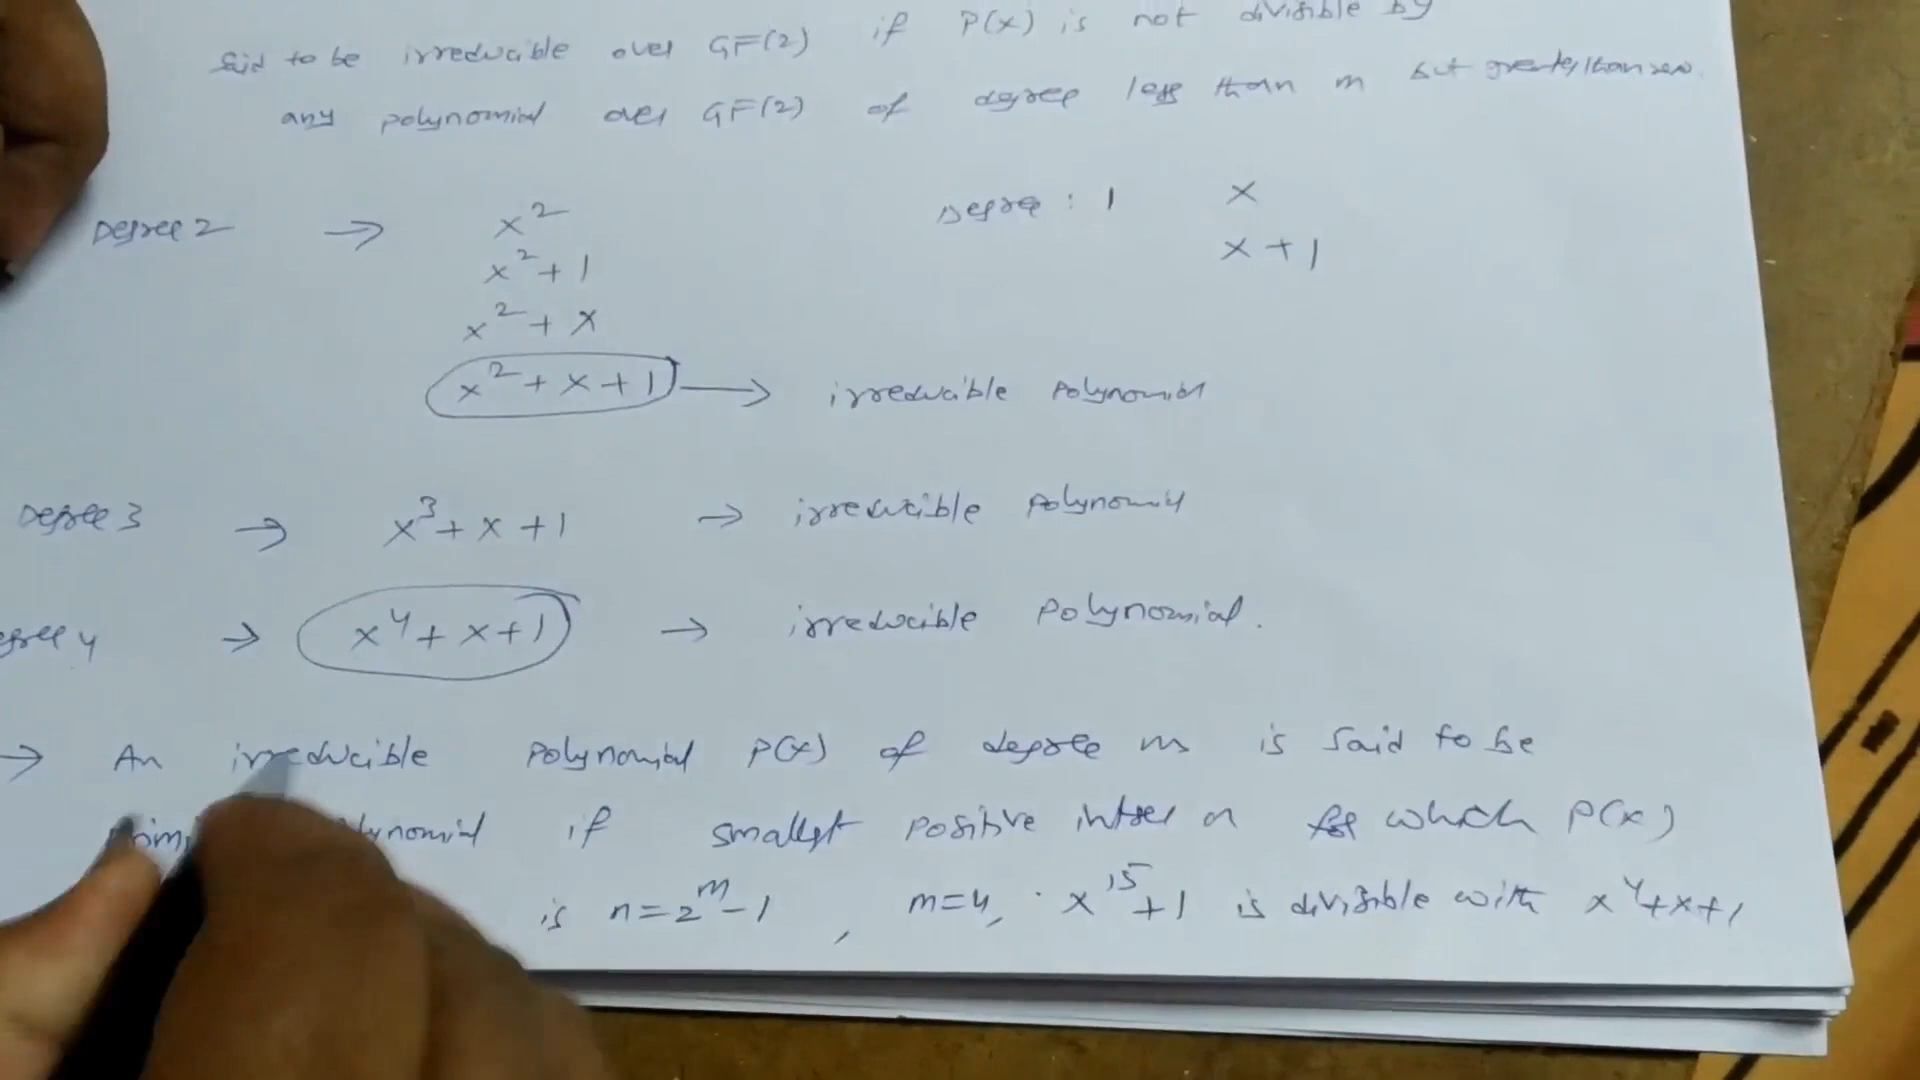 said to be irreducible over GF(2) if P(x) is not divisible by
any polynomial over GF(2) of degree less than m but greater than zero.
Degree : 1 x
x + 1
Degree 2 → x² 
x² + 1
x² + x
x² + x + 1 → irreducible polynomial
Degree 3 → x³ + x + 1 → irreducible polynomial
egree 4 → x⁴ + x + 1 → irreducible polynomial.
→ An irreducible polynomial P(x) of degree m is said to be
if smallest positive n for which P(x)
is n = 2ᵐ - 1, m = 4, x¹⁵ + 1 is divisible with x⁴ + x + 1